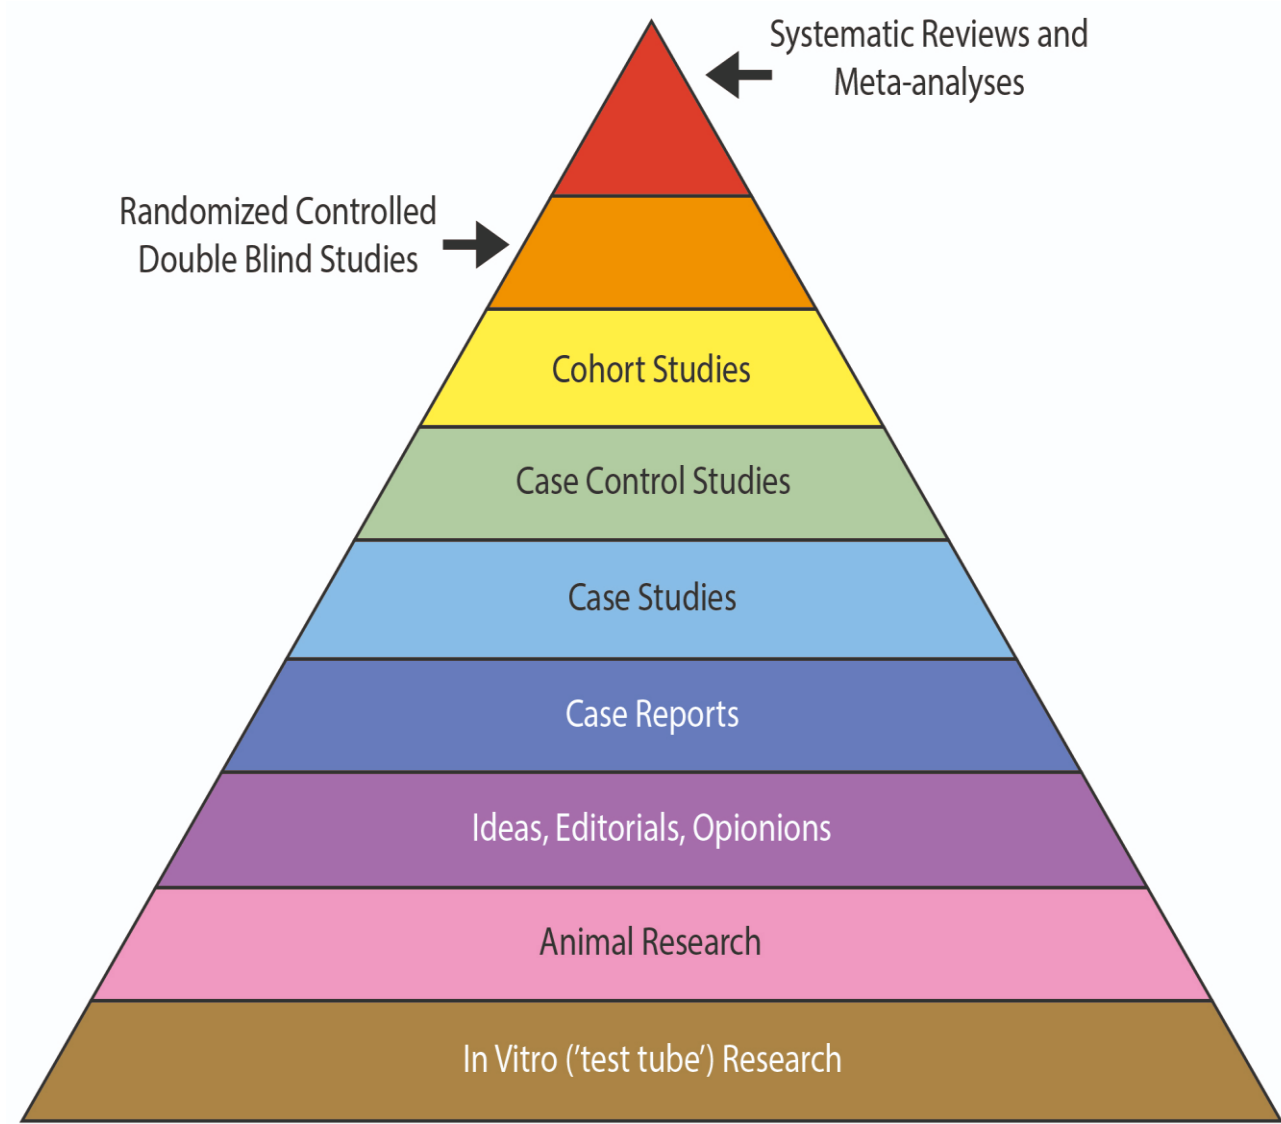 Systematic Reviews and
Meta-analyses
Randomized Controlled
Double Blind Studies
Cohort Studies
Case Control Studies
Case Studies
Case Reports
Ideas, Editorials, Opionions
Animal Research
In Vitro ('test tube') Research